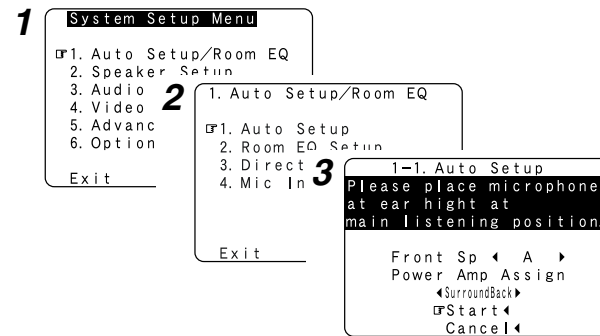 1
System Setup Menu
☞1. Auto Setup/Room EQ
2. Speaker Setup
3. Audio
4. Video
5. Advanc
6. Option
Exit
2
1. Auto Setup/Room EQ
☞1. Auto Setup
2. Room EQ Setup
3. Direct
4. Mic In
Exit
3
1-1. Auto Setup
Please place microphone
at ear hight at
main listening position.
Front Sp ◀ A ▶
Power Amp Assign
◀SurroundBack▶
☞Start◀
Cancel◀